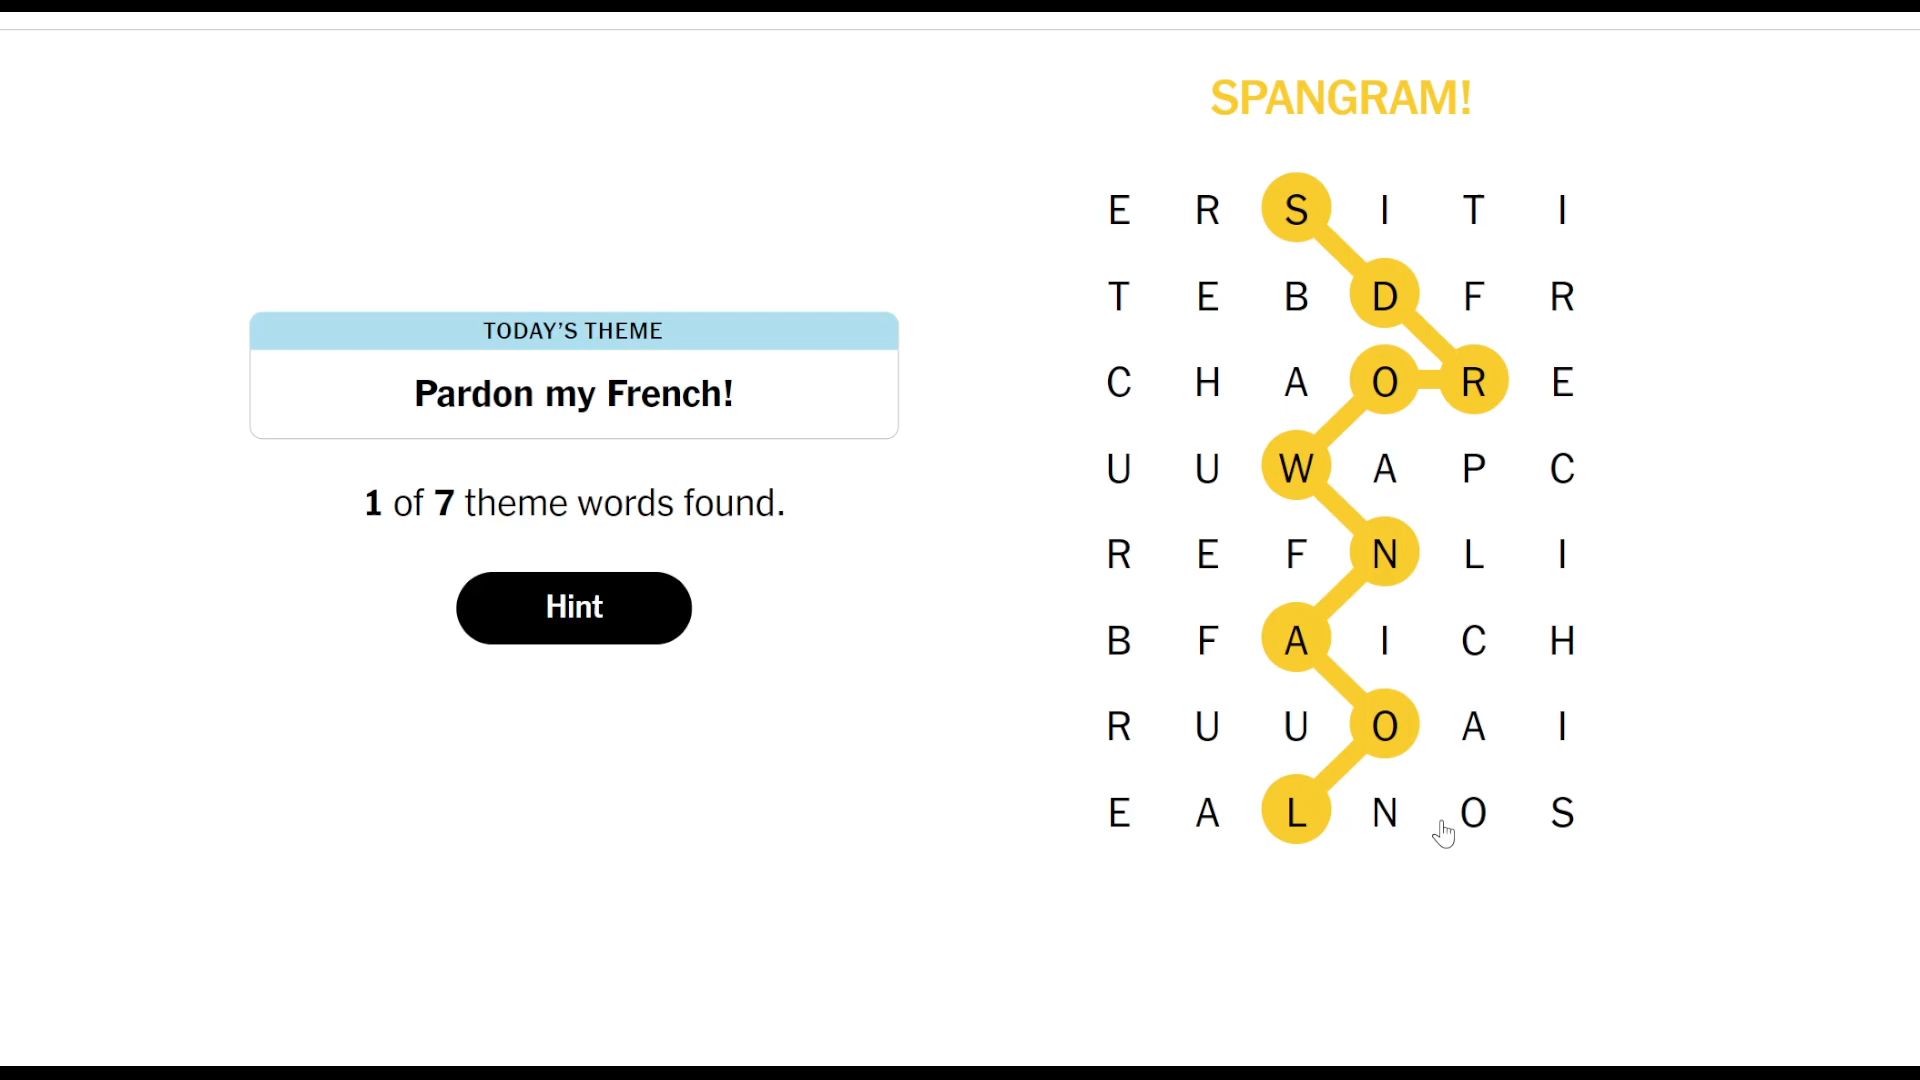 SPANGRAM!
TODAY'S THEME
Pardon my French!
1 of 7 theme words found.
Hint
E R S I T I
T E B D F R
C H A O R E
U U W A P C
R E F N L I
B F A I C H
R U U O A I
E A L N O S